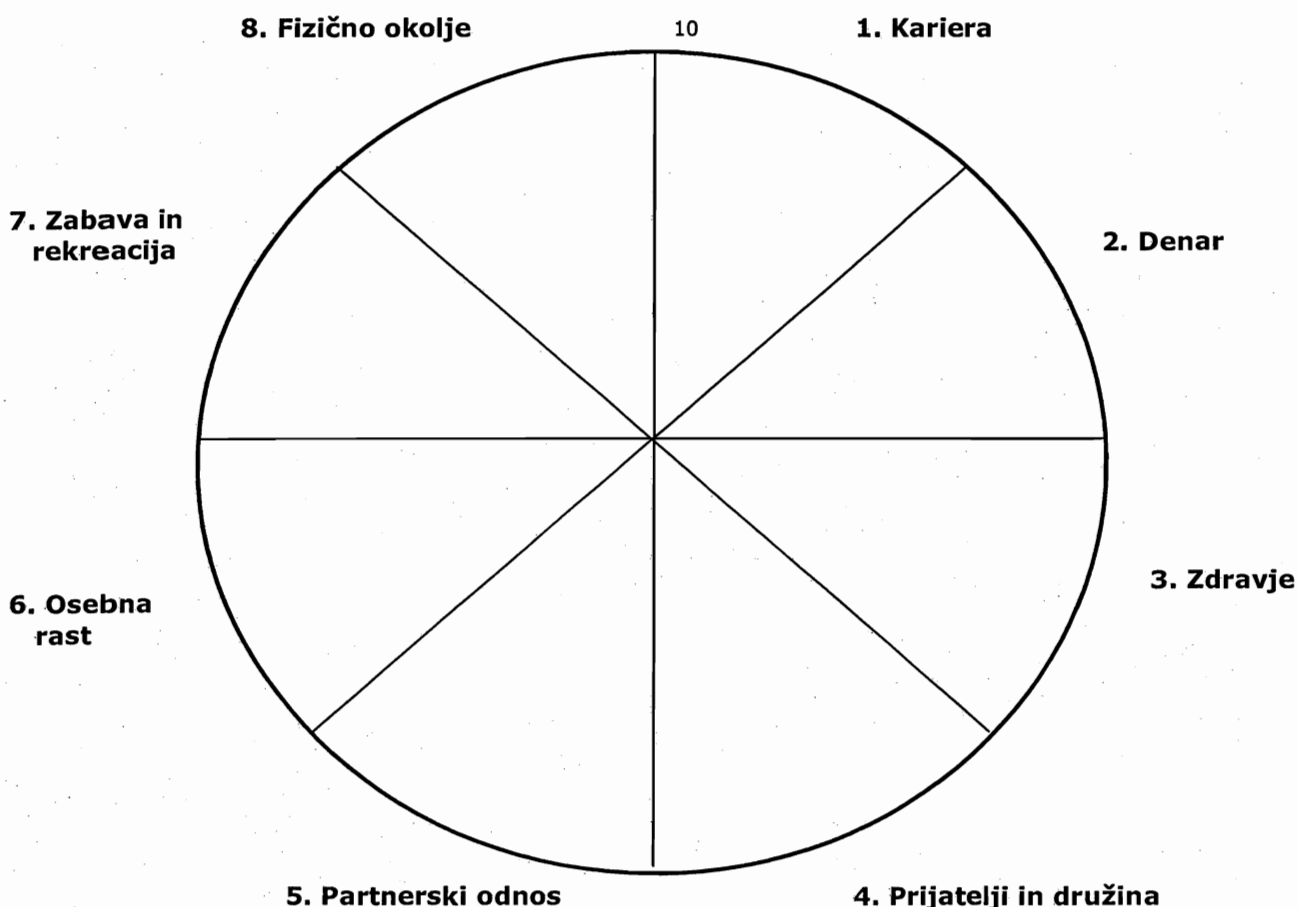 8. Fizično okolje
10
1. Kariera
7. Zabava in
rekreacija
2. Denar
3. Zdravje
6. Osebna
rast
5. Partnerski odnos
4. Prijatelji in družina